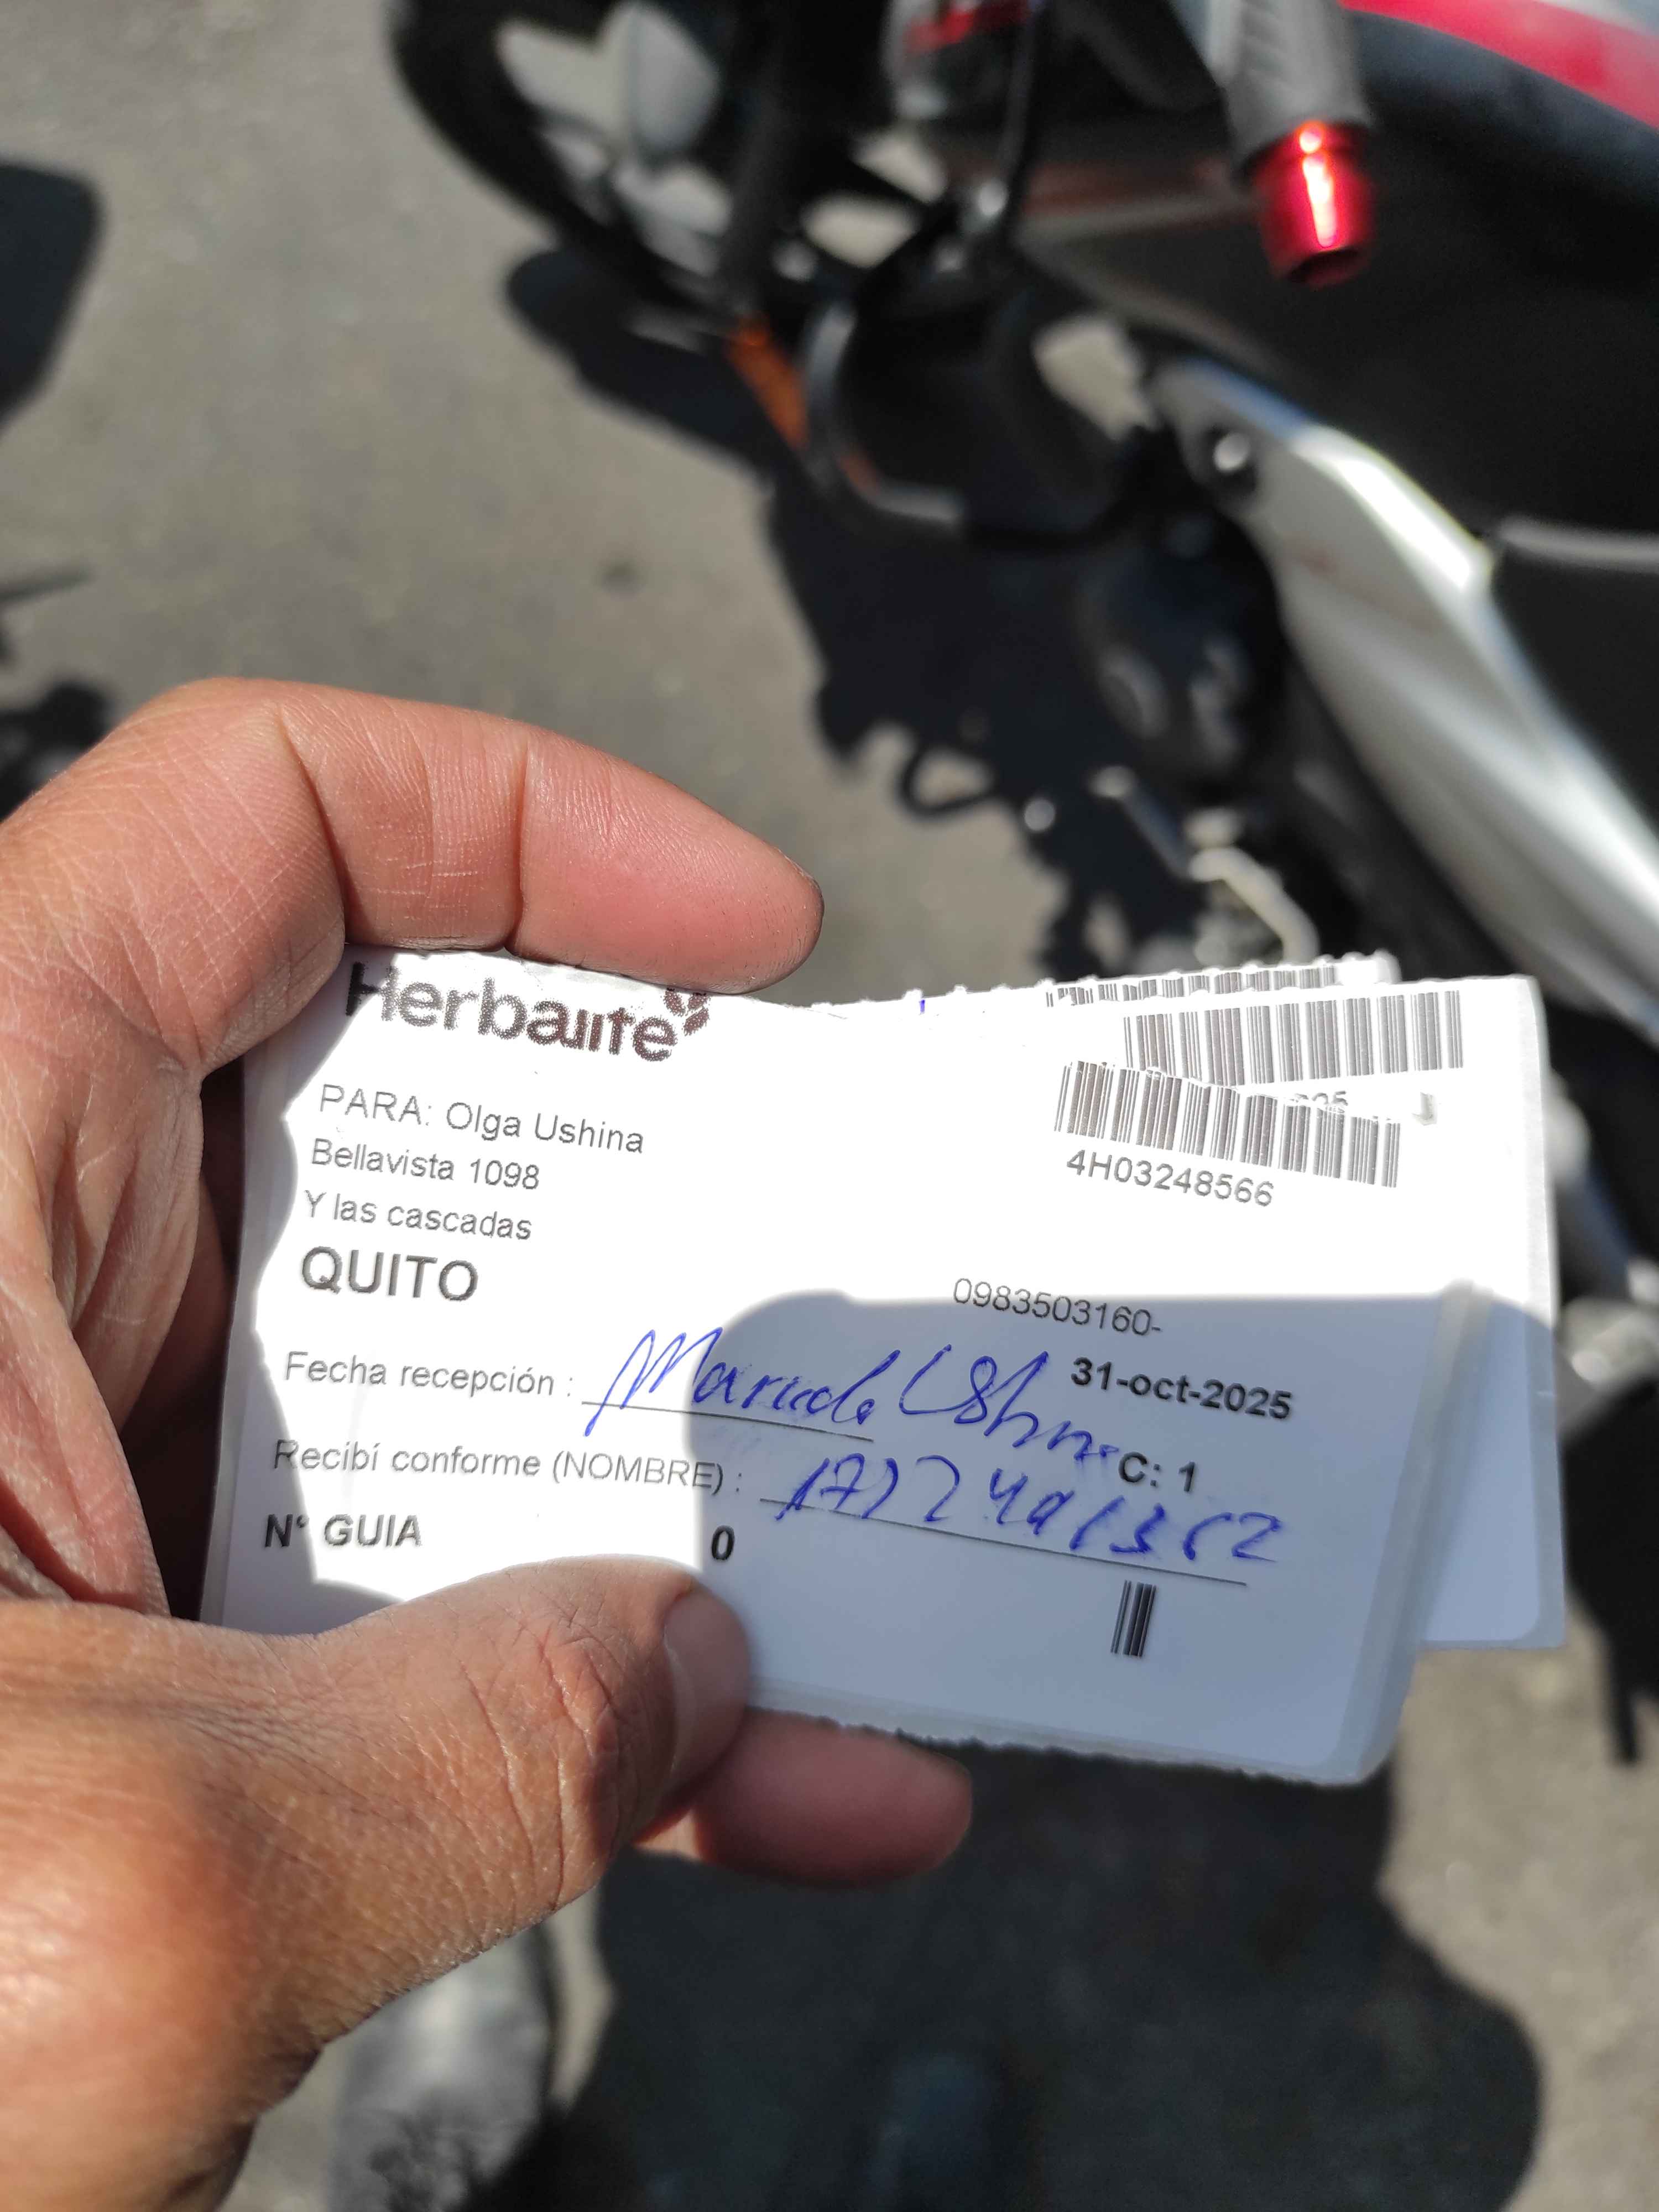 Herbalife
PARA: Olga Ushina
Bellavista 1098
Y las cascadas
QUITO
4H03248566
0983503160-
31-oct-2025
Fecha recepción :
C: 1
Recibí conforme (NOMBRE) :
N° GUIA 0